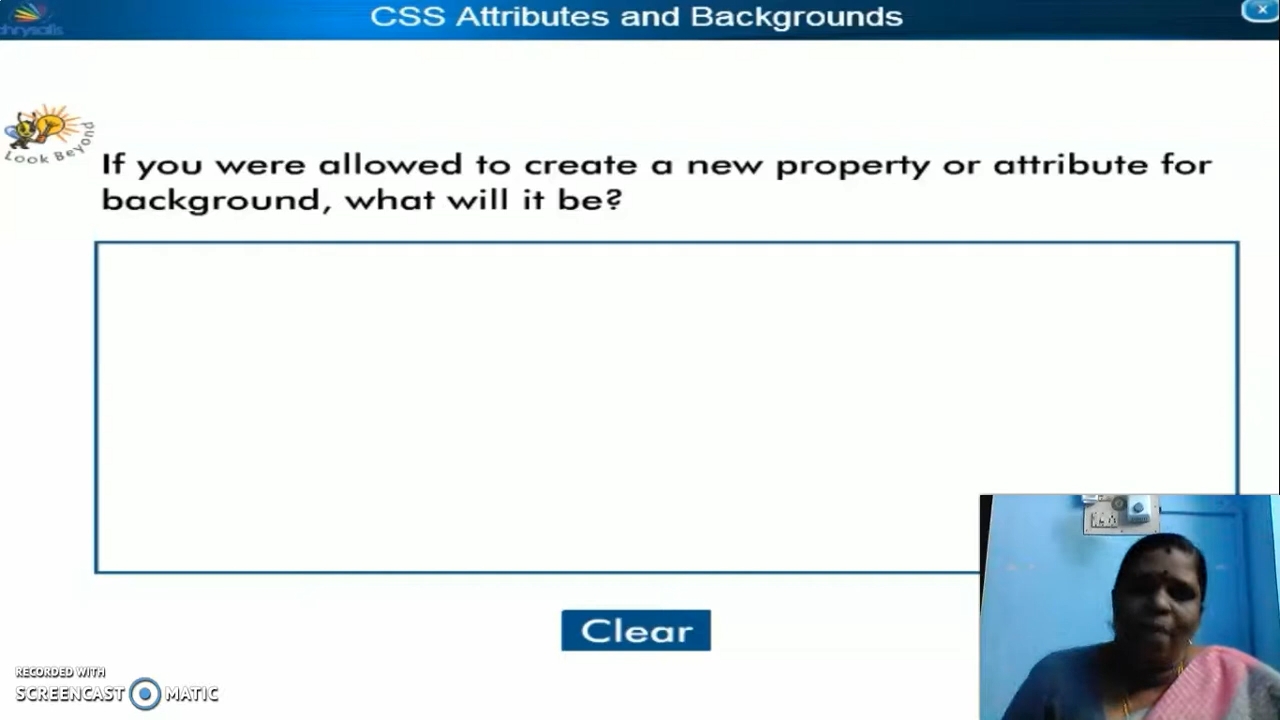 CSS Attributes and Backgrounds
chrysalis
Look Beyond
If you were allowed to create a new property or attribute for
background, what will it be?
Clear
RECORDED WITH
SCREENCAST MATIC